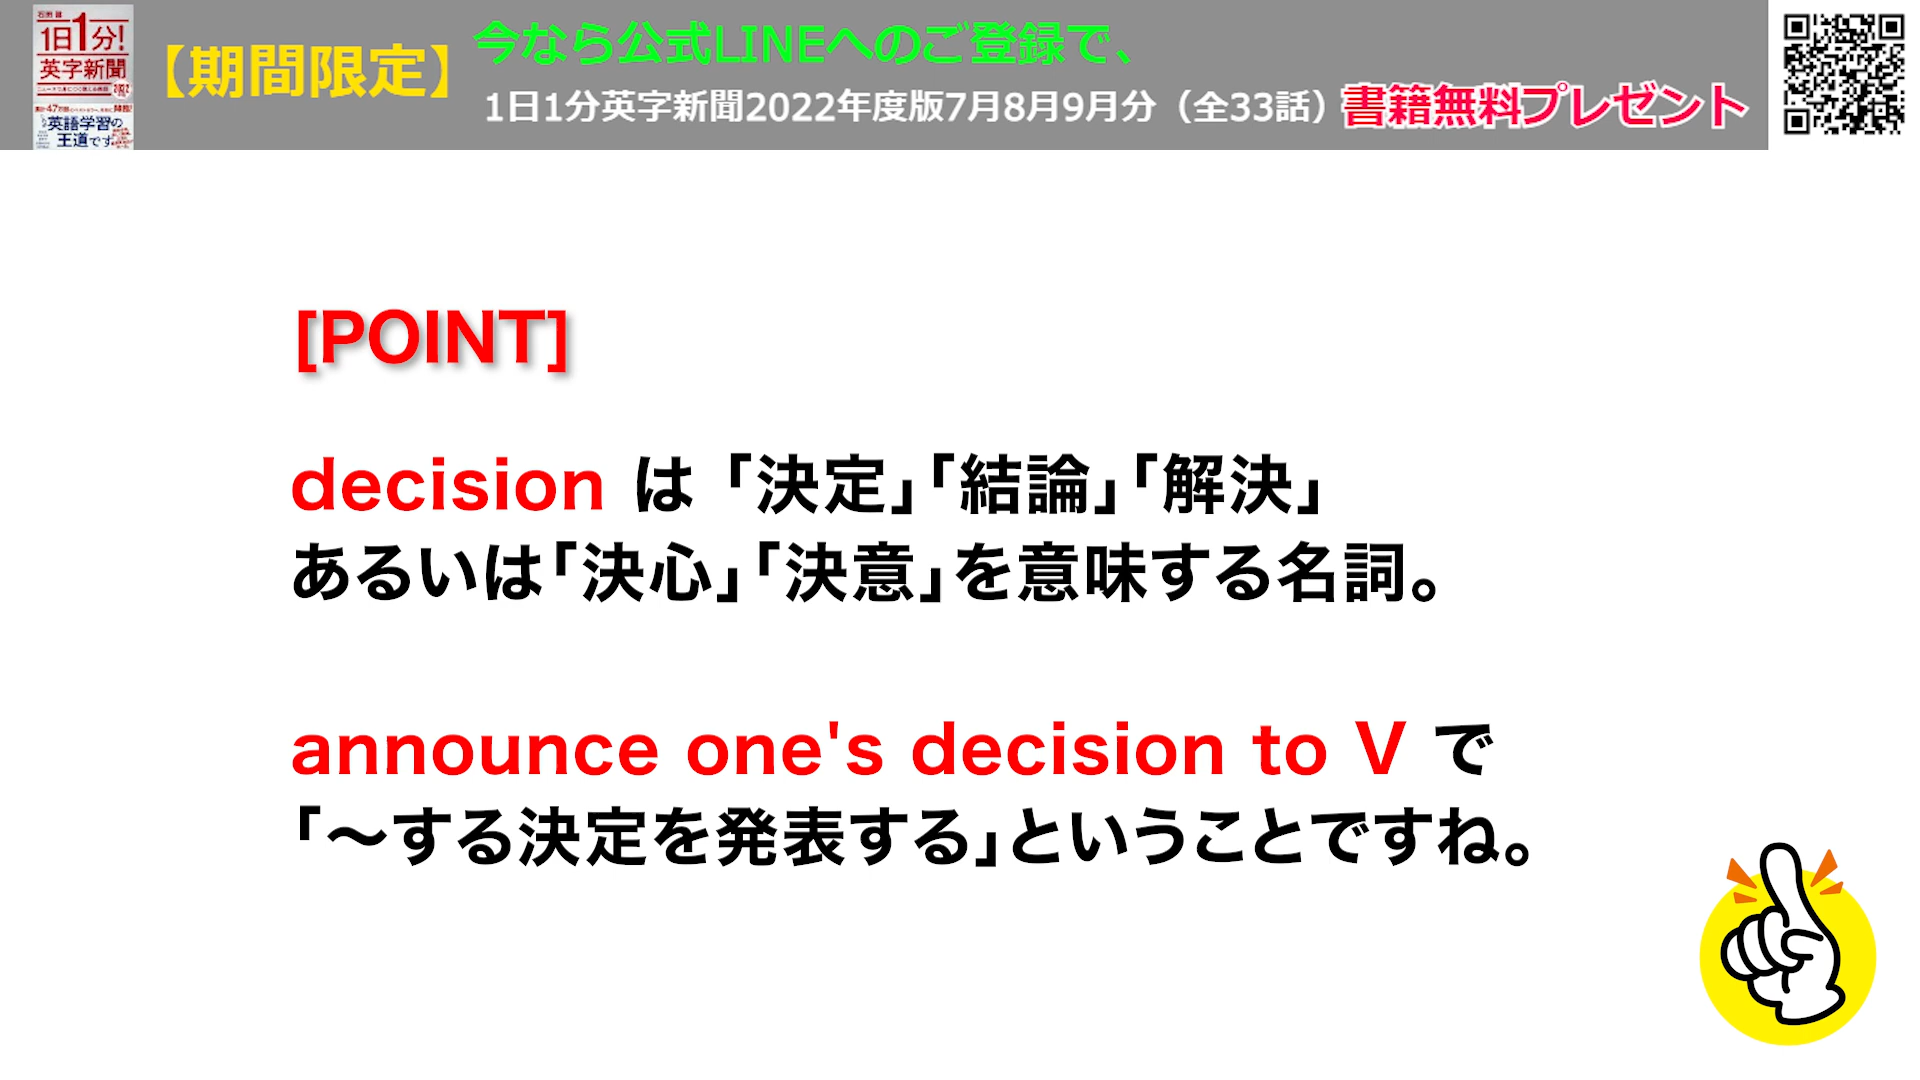 石田 健
1日1分!
英字新聞
英語学習の
王道です。
【期間限定】
今なら公式LINEへのご登録で、
1日1分英字新聞2022年度版7月8月9月分（全33話）書籍無料プレゼント
[POINT]
decision は「決定」「結論」「解決」
あるいは「決心」「決意」を意味する名詞。
announce one's decision to V で
「～する決定を発表する」ということですね。